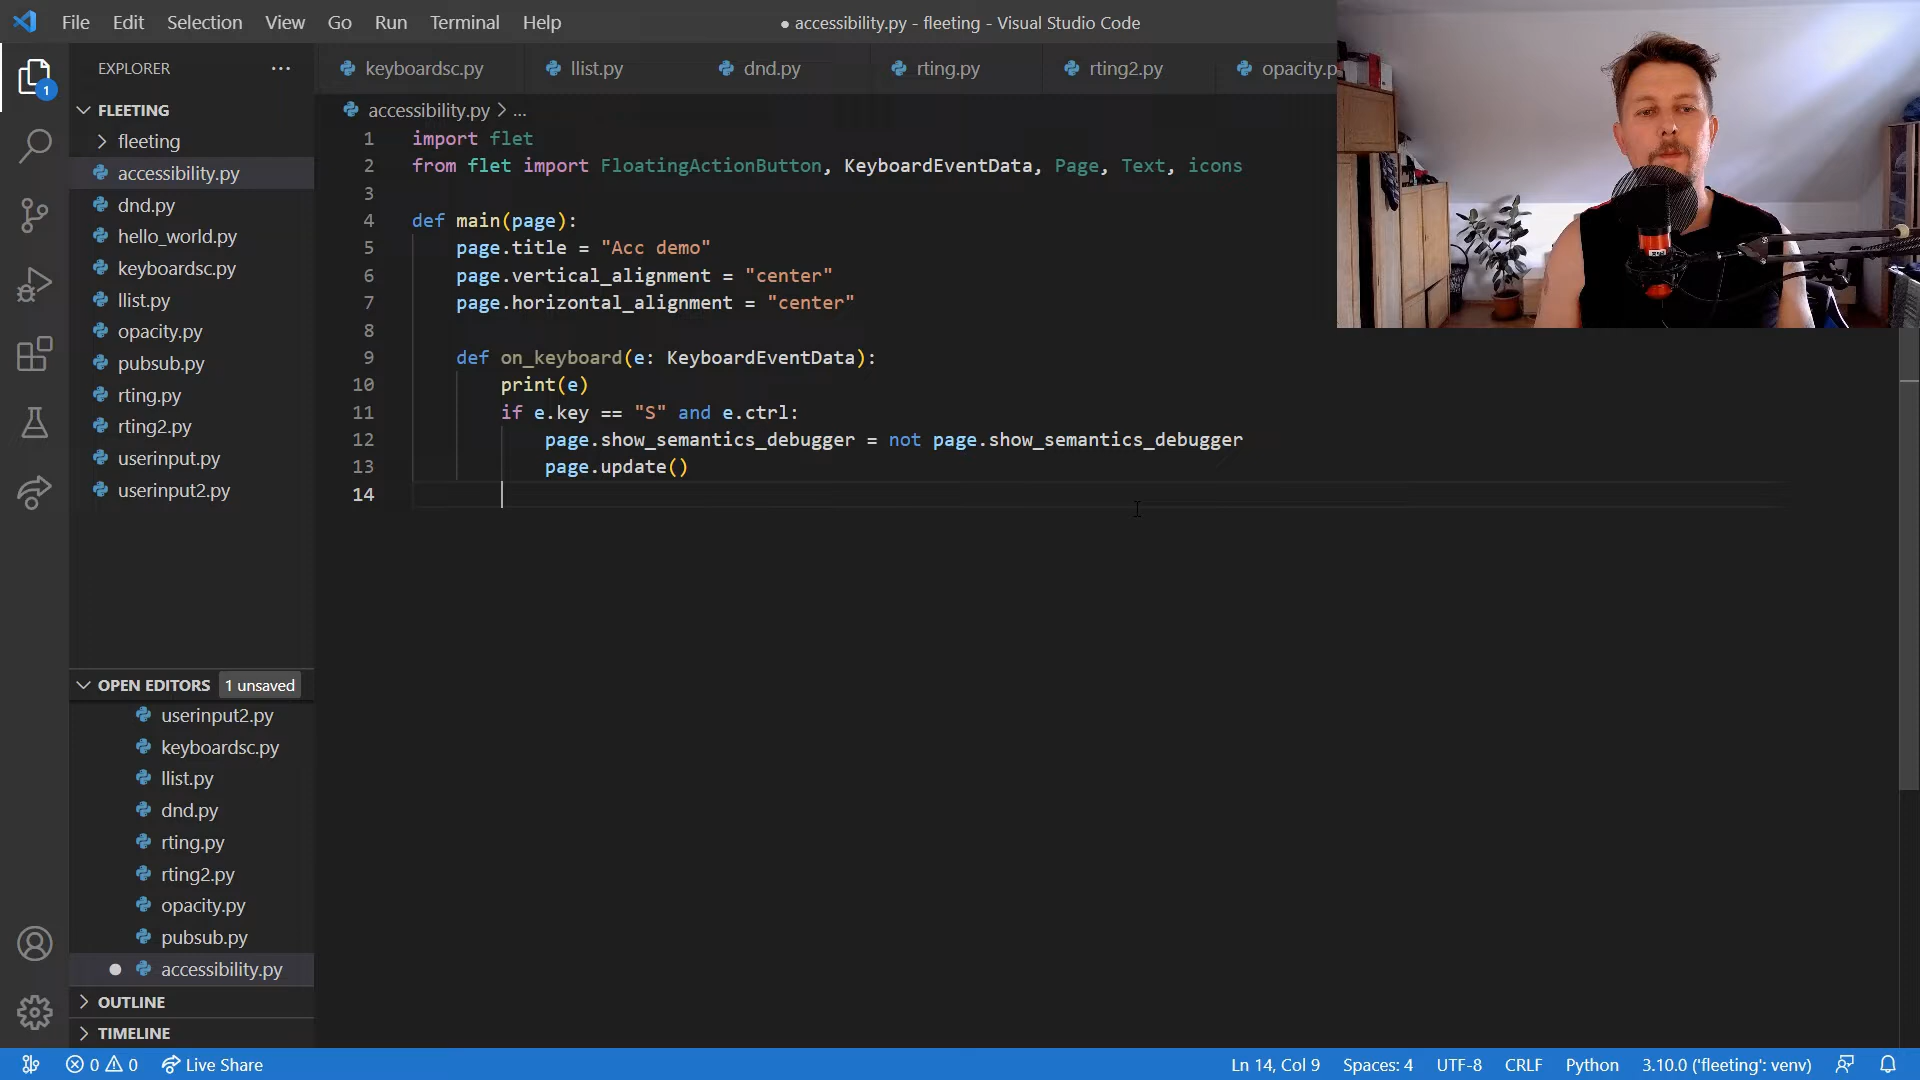 File Edit Selection View Go Run Terminal Help
● accessibility.py - fleeting - Visual Studio Code
EXPLORER ...
1
FLEETING
fleeting
accessibility.py
dnd.py
hello_world.py
keyboardsc.py
llist.py
opacity.py
pubsub.py
rting.py
rting2.py
userinput.py
userinput2.py
OPEN EDITORS 1 unsaved
userinput2.py
keyboardsc.py
llist.py
dnd.py
rting.py
rting2.py
opacity.py
pubsub.py
● accessibility.py
OUTLINE
TIMELINE
keyboardsc.py llist.py dnd.py rting.py rting2.py opacity.p
accessibility.py > ...
1 import flet
2 from flet import FloatingActionButton, KeyboardEventData, Page, Text, icons
3
4 def main(page):
5 page.title = "Acc demo"
6 page.vertical_alignment = "center"
7 page.horizontal_alignment = "center"
8
9 def on_keyboard(e: KeyboardEventData):
10 print(e)
11 if e.key == "S" and e.ctrl:
12 page.show_semantics_debugger = not page.show_semantics_debugger
13 page.update()
14
0 0 Live Share
Ln 14, Col 9 Spaces: 4 UTF-8 CRLF Python 3.10.0 ('fleeting': venv)